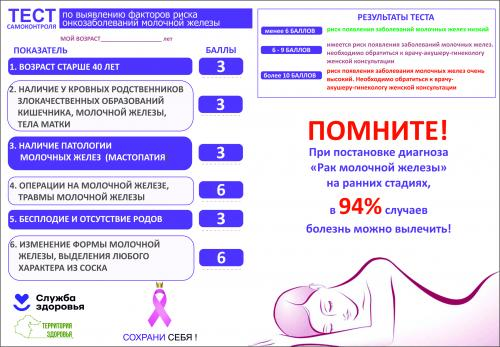 ТЕСТ
САМОКОНТРОЛЯ
по выявлению факторов риска
онкозаболеваний молочной железы
МОЙ ВОЗРАСТ____________________ лет
ПОКАЗАТЕЛЬ БАЛЛЫ
1. ВОЗРАСТ СТАРШЕ 40 ЛЕТ 3
2. НАЛИЧИЕ У КРОВНЫХ РОДСТВЕННИКОВ
ЗЛОКАЧЕСТВЕННЫХ ОБРАЗОВАНИЙ
КИШЕЧНИКА, МОЛОЧНОЙ ЖЕЛЕЗЫ,
ТЕЛА МАТКИ
3
3. НАЛИЧИЕ ПАТОЛОГИИ
МОЛОЧНЫХ ЖЕЛЕЗ (МАСТОПАТИЯ
3
4. ОПЕРАЦИИ НА МОЛОЧНОЙ ЖЕЛЕЗЕ,
ТРАВМЫ МОЛОЧНОЙ ЖЕЛЕЗЫ
6
5. БЕСПЛОДИЕ И ОТСУТСТВИЕ РОДОВ 3
6. ИЗМЕНЕНИЕ ФОРМЫ МОЛОЧНОЙ
ЖЕЛЕЗЫ, ВЫДЕЛЕНИЯ ЛЮБОГО
ХАРАКТЕРА ИЗ СОСКА
6
Служба
здоровья
ТЕРРИТОРИЯ
ЗДОРОВЬЯ
СОХРАНИ СЕБЯ !
РЕЗУЛЬТАТЫ ТЕСТА
менее 6 БАЛЛОВ риск появления заболеваний молочных желез низкий
6 - 9 БАЛЛОВ имеется риск появления заболеваний молочных желез.
необходимо обратиться к врачу-акушеру-гинекологу
женской консультации
более 10 БАЛЛОВ риск появления заболевания молочных желез очень
высокий. Необходимо обратиться к врачу-
акушеру-гинекологу женской консультации
ПОМНИТЕ!
При постановке диагноза
«Рак молочной железы»
на ранних стадиях,
в 94% случаев
болезнь можно вылечить!